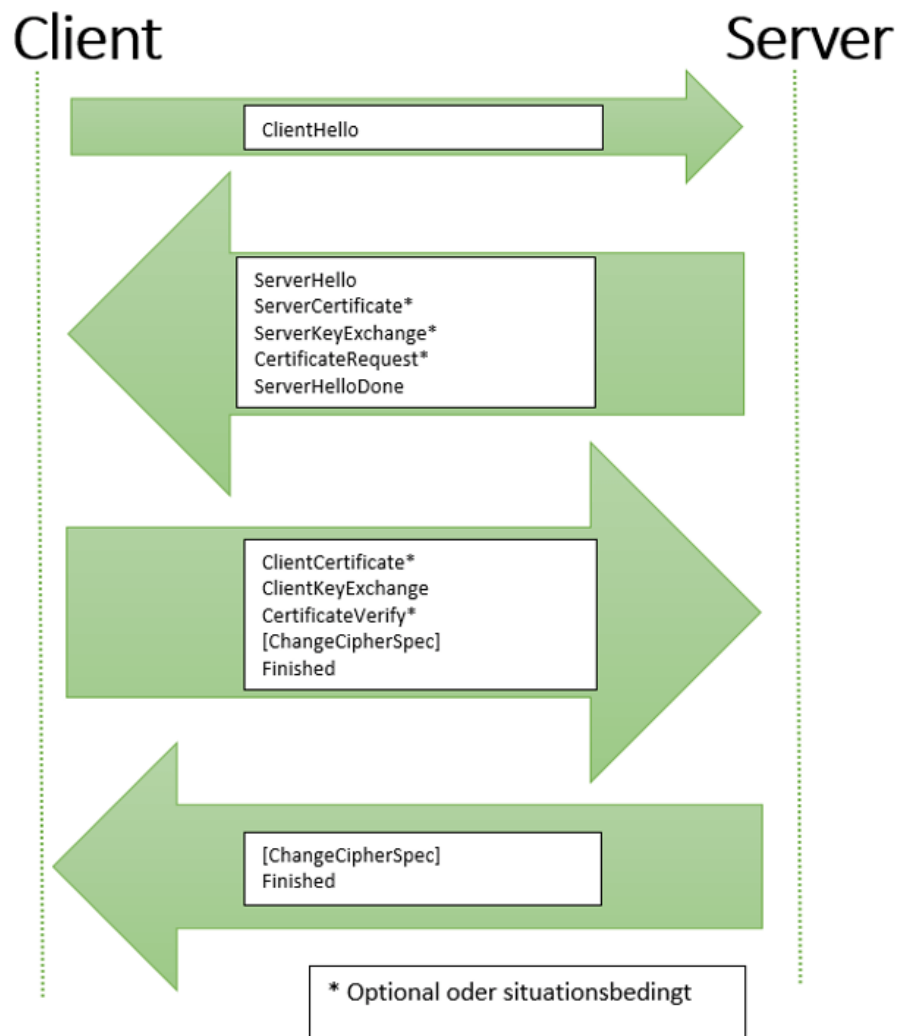 Client
Server
ClientHello
ServerHello
ServerCertificate*
ServerKeyExchange*
CertificateRequest*
ServerHelloDone
ClientCertificate*
ClientKeyExchange
CertificateVerify*
[ChangeCipherSpec]
Finished
[ChangeCipherSpec]
Finished
* Optional oder situationsbedingt